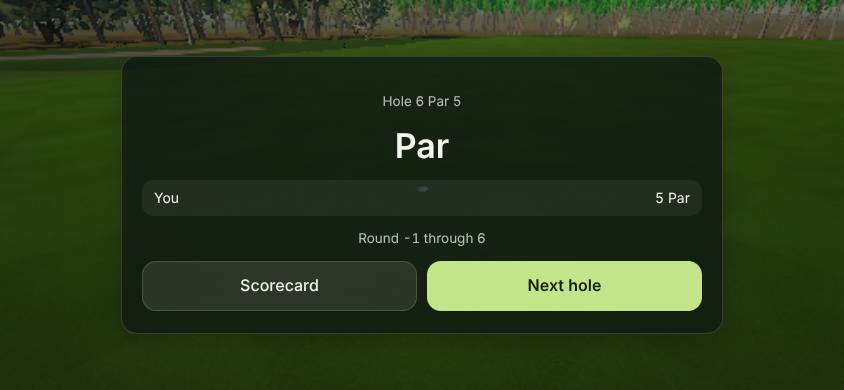 Hole 6 Par 5
Par
You 5 Par
Round -1 through 6
Scorecard Next hole